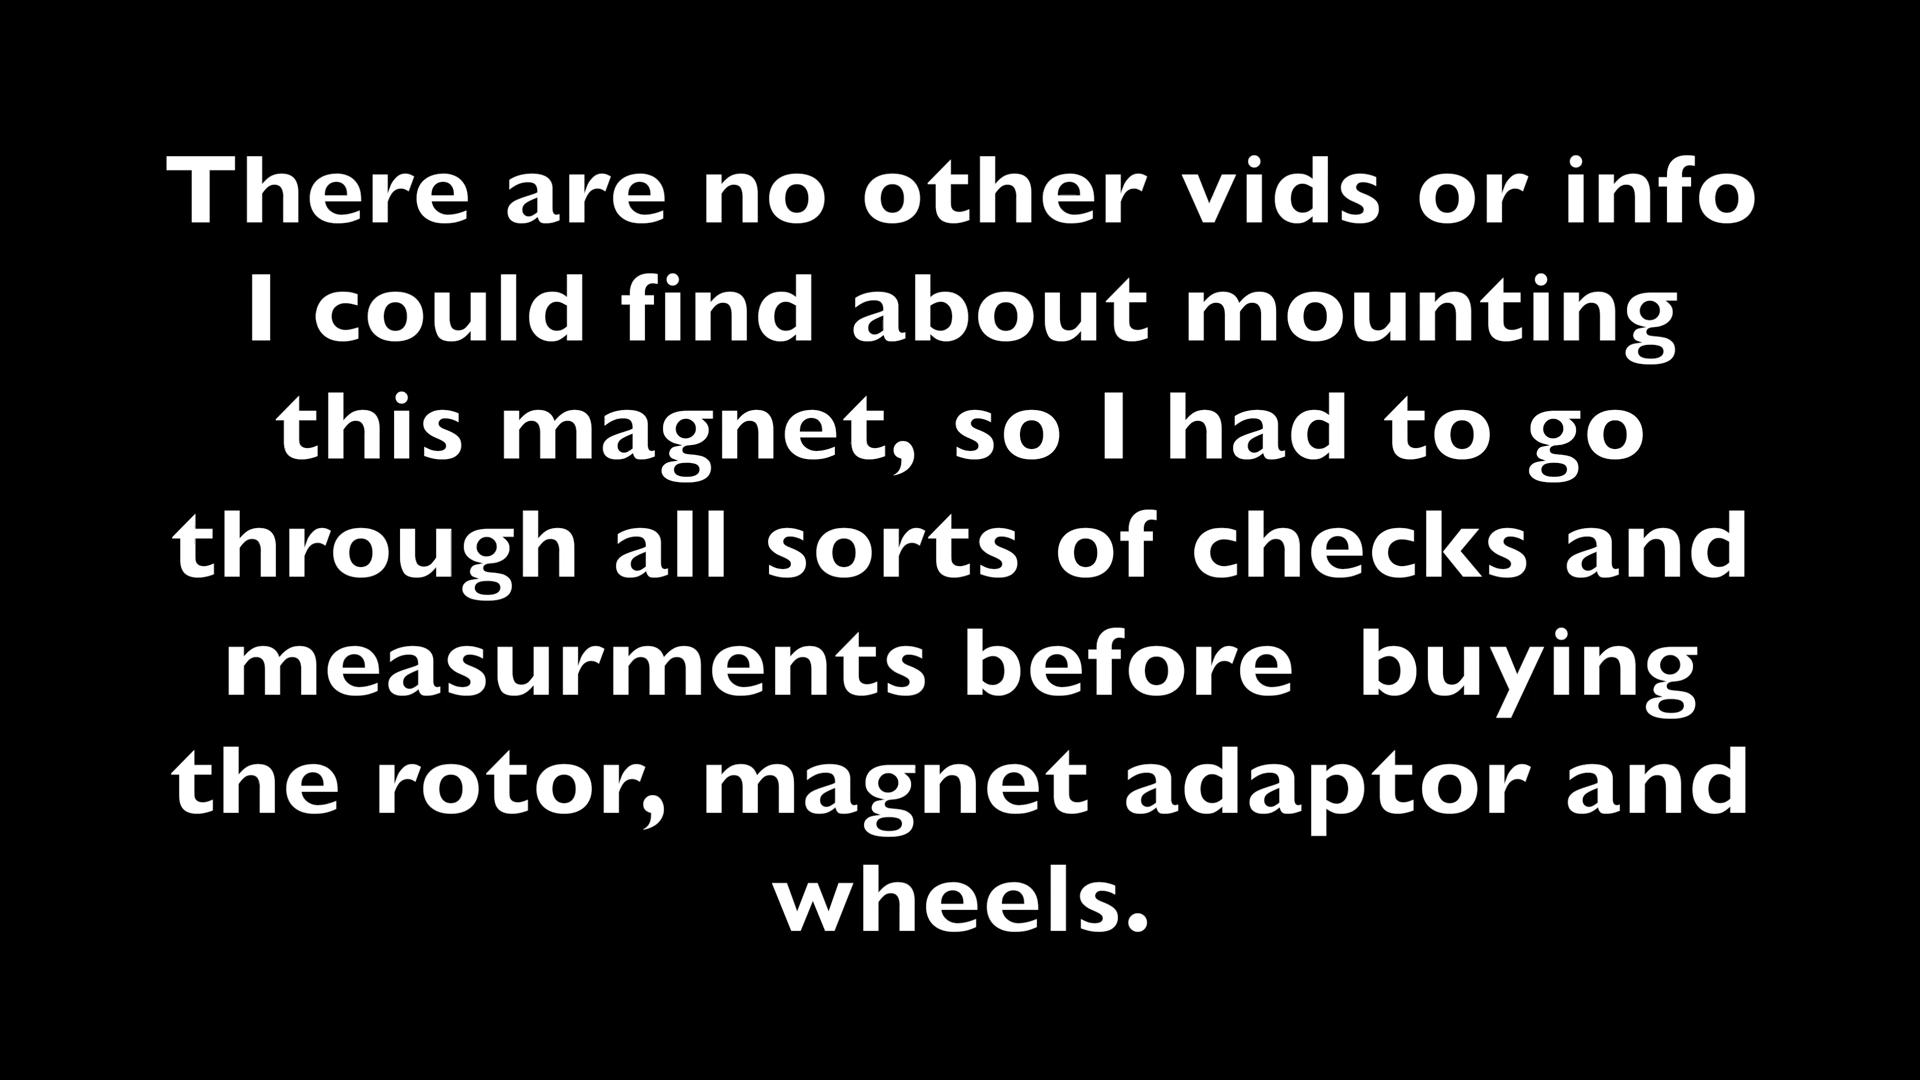 There are no other vids or info
I could find about mounting
this magnet, so I had to go
through all sorts of checks and
measurments before  buying
the rotor, magnet adaptor and
wheels.